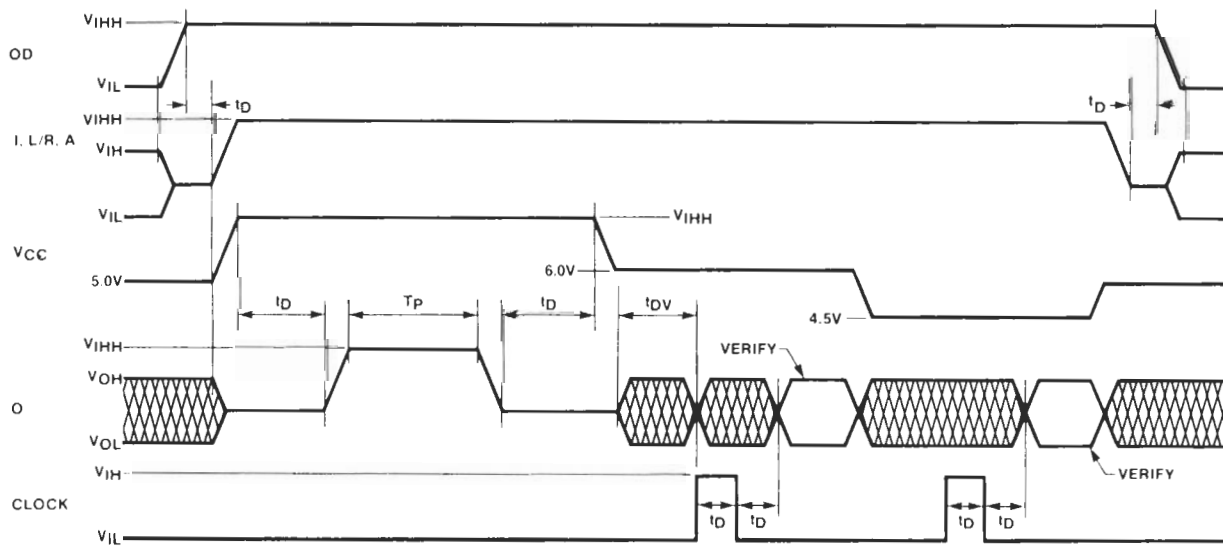 VIHH
OD
VIL
tD
tD
VIHH
I, L/R, A
VIH
VIL
VIHH
VCC
5.0V
6.0V
4.5V
tD
TP
tD
tDV
VIHH
VERIFY
VOH
O
VOL
VERIFY
VIH
CLOCK
tD
tD
tD
tD
VIL